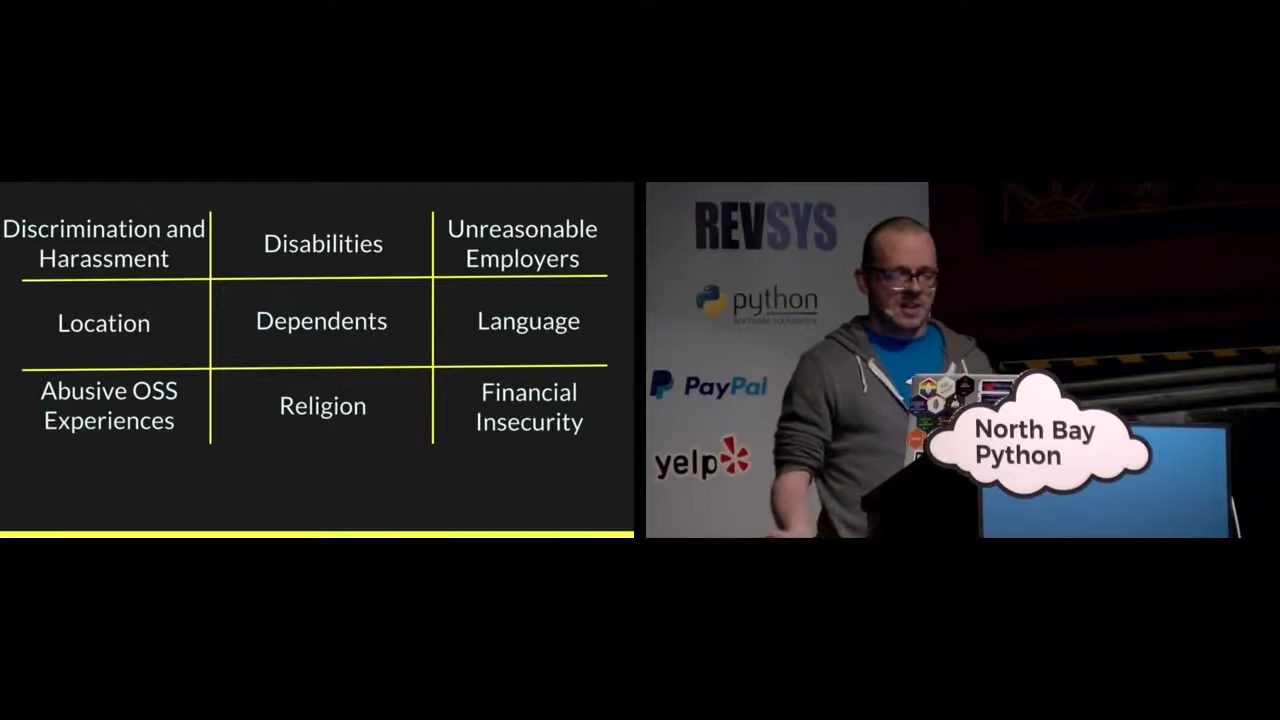 Discrimination and
Harassment
Disabilities
Unreasonable
Employers
Location
Dependents
Language
Abusive OSS
Experiences
Religion
Financial
Insecurity
REVSYS
python
PayPal
yelp
North Bay
Python